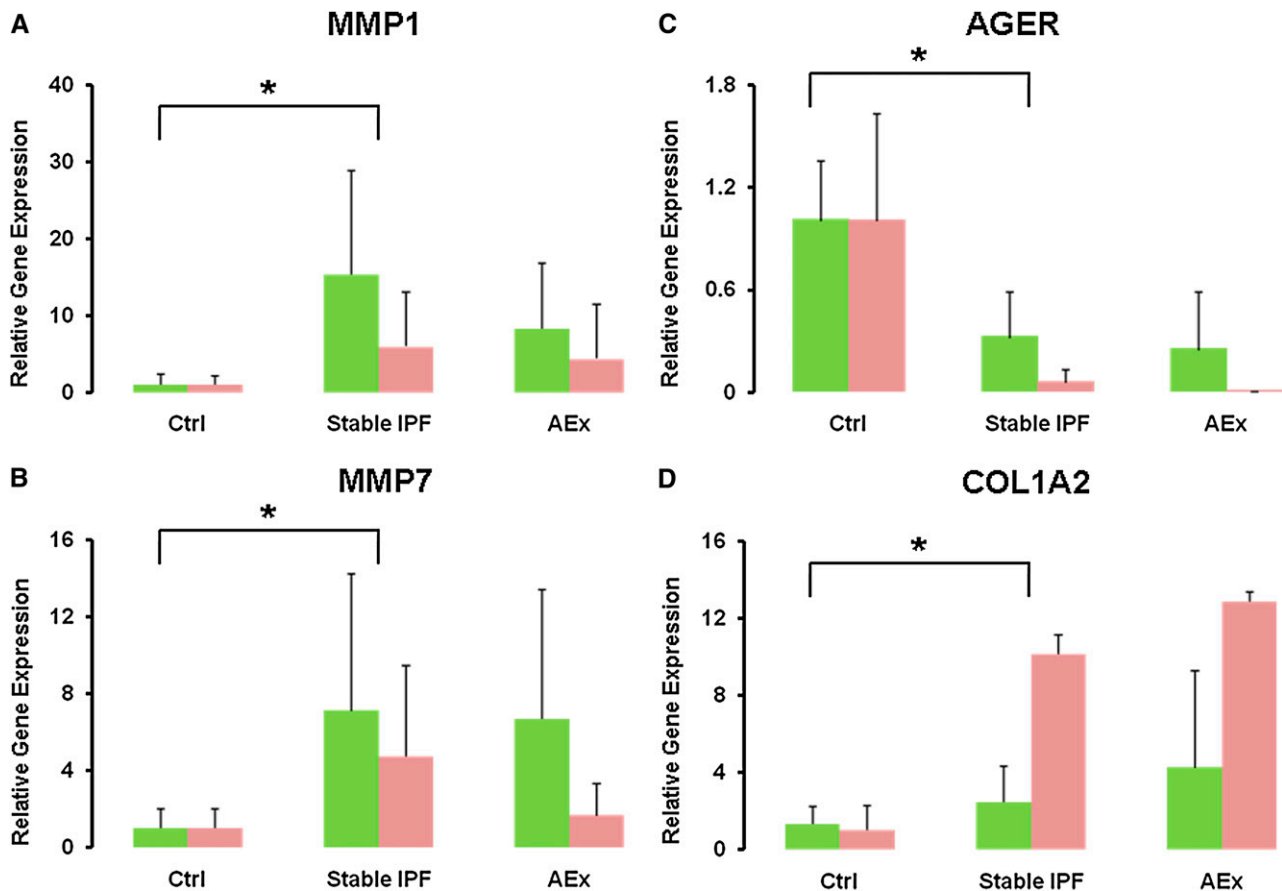 A
MMP1
Relative Gene Expression
40
30
20
10
0
*
Ctrl
Stable IPF
AEx
B
MMP7
Relative Gene Expression
16
12
8
4
0
*
Ctrl
Stable IPF
AEx
C
AGER
Relative Gene Expression
1.8
1.2
0.6
0
*
Ctrl
Stable IPF
AEx
D
COL1A2
Relative Gene Expression
16
12
8
4
0
*
Ctrl
Stable IPF
AEx